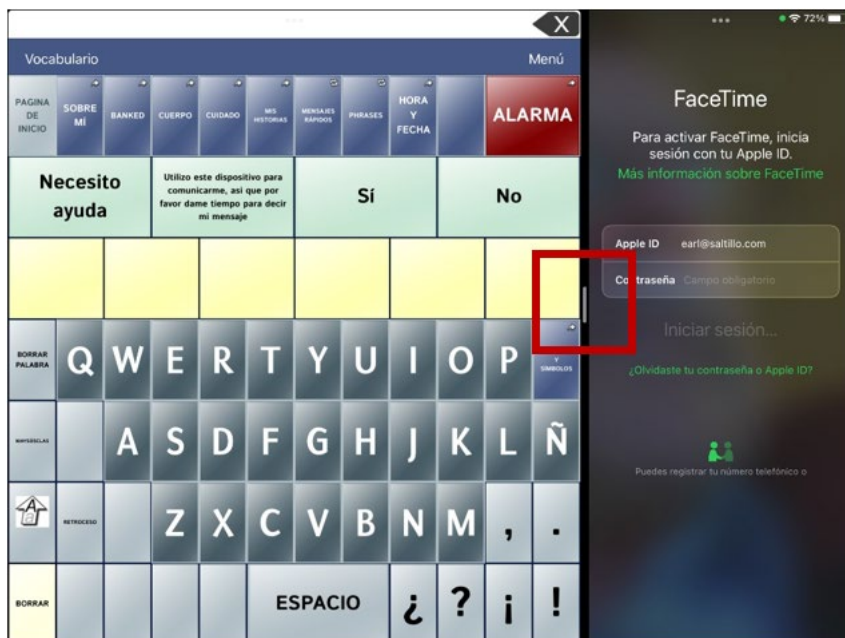 X
72%
Vocabulario
Menú
PAGINA
DE
INICIO
SOBRE
MÍ
BANKED
CUERPO
CUIDADO
MIS
HISTORIAS
MENSAJES
RÁPIDOS
PHRASES
HORA
Y
FECHA
ALARMA
Necesito
ayuda
Utilizo este dispositivo para
comunicarme, asi que por
favor dame tiempo para decir
mi mensaje
Sí
No
BORRAR
PALABRA
Q W E R T Y U I O P
Y
SIMBOLOS
MAYÚSCLAS
A S D F G H J K L Ñ
A
a
RETROCESO
Z X C V B N M , .
BORRAR
ESPACIO
¿ ? ¡ !
FaceTime
Para activar FaceTime, inicia
sesión con tu Apple ID.
Más información sobre FaceTime
Apple ID earl@saltillo.com
Contraseña Campo obligatorio
Iniciar sesión...
¿Olvidaste tu contraseña o Apple ID?
Puedes registrar tu número telefónico o